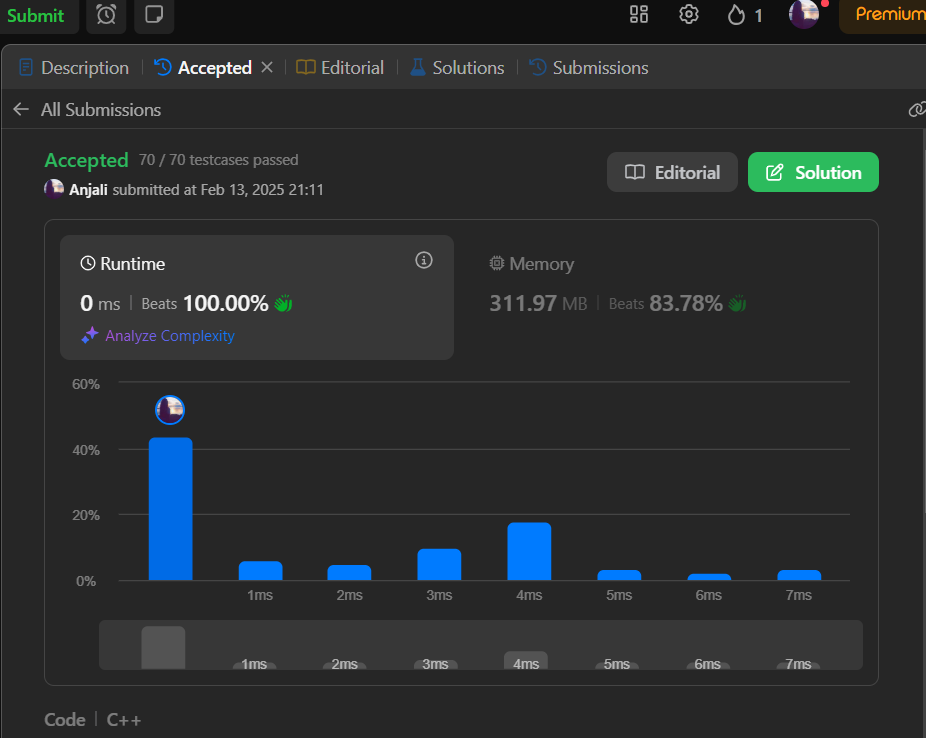 Submit 1 Premium
Description Accepted Editorial Solutions Submissions
All Submissions
Accepted 70 / 70 testcases passed
Anjali submitted at Feb 13, 2025 21:11
Editorial Solution
Runtime
0 ms | Beats 100.00%
Analyze Complexity
Memory
311.97 MB | Beats 83.78%
60%
40%
20%
0%
1ms 2ms 3ms 4ms 5ms 6ms 7ms
1ms 2ms 3ms 4ms 5ms 6ms 7ms
Code | C++